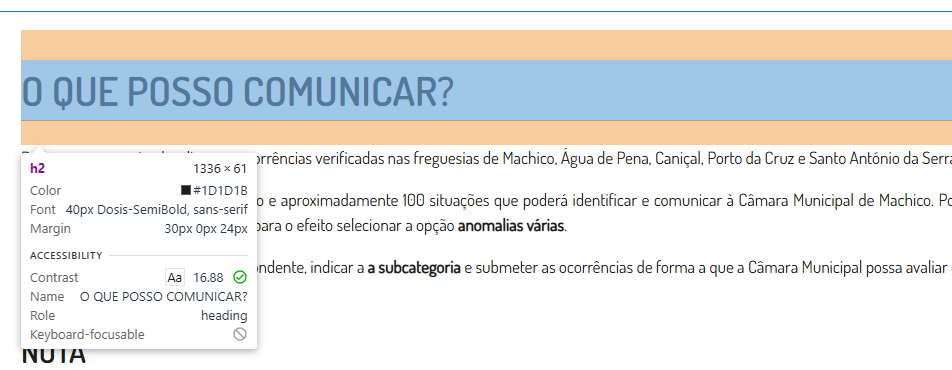 O QUE POSSO COMUNICAR?
orrências verificadas nas freguesias de Machico, Água de Pena, Caniçal, Porto da Cruz e Santo António da Serra
h2 1336 × 61
Color #1D1D1B
o e aproximadamente 100 situações que poderá identificar e comunicar à Câmara Municipal de Machico.
Font 40px Dosis-SemiBold, sans-serif
Margin 30px 0px 24px
para o efeito selecionar a opção anomalias várias.
ACCESSIBILITY
ndente, indicar a a subcategoria e submeter as ocorrências de forma a que a Câmara Municipal possa avaliar
Contrast Aa 16.88
Name O QUE POSSO COMUNICAR?
Role heading
Keyboard-focusable
NOTA